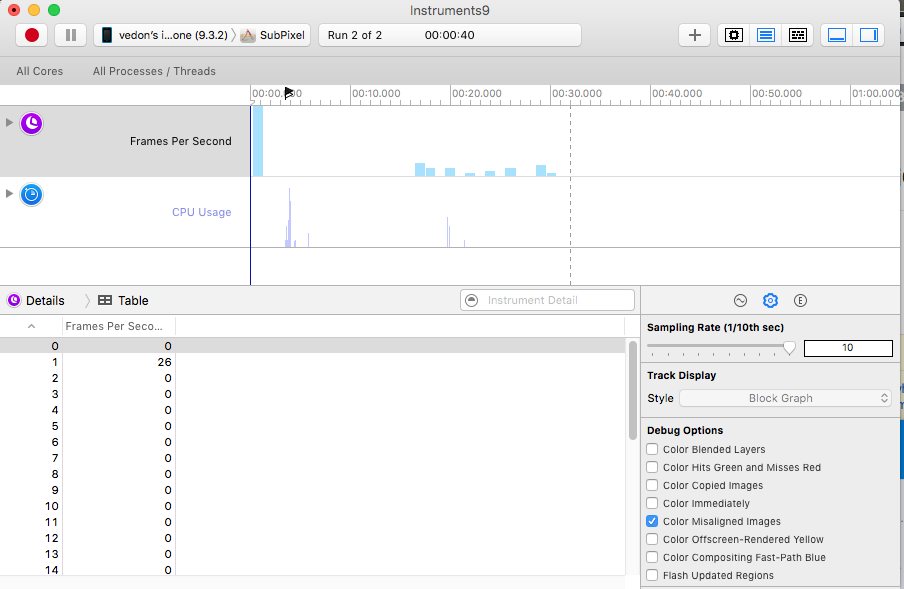 Instruments9
vedon's i...one (9.3.2) SubPixel Run 2 of 2 00:00:40
All Cores All Processes / Threads
00:10.000 00:20.000 00:30.000 00:40.000 00:50.000 01:00.000
Frames Per Second
CPU Usage
Details Table Instrument Detail E
Frames Per Seco...
0 0
1 26
2 0
3 0
4 0
5 0
6 0
7 0
8 0
9 0
10 0
11 0
12 0
13 0
14 0
Sampling Rate (1/10th sec)
10
Track Display
Style Block Graph
Debug Options
Color Blended Layers
Color Hits Green and Misses Red
Color Copied Images
Color Immediately
Color Misaligned Images
Color Offscreen-Rendered Yellow
Color Compositing Fast-Path Blue
Flash Updated Regions